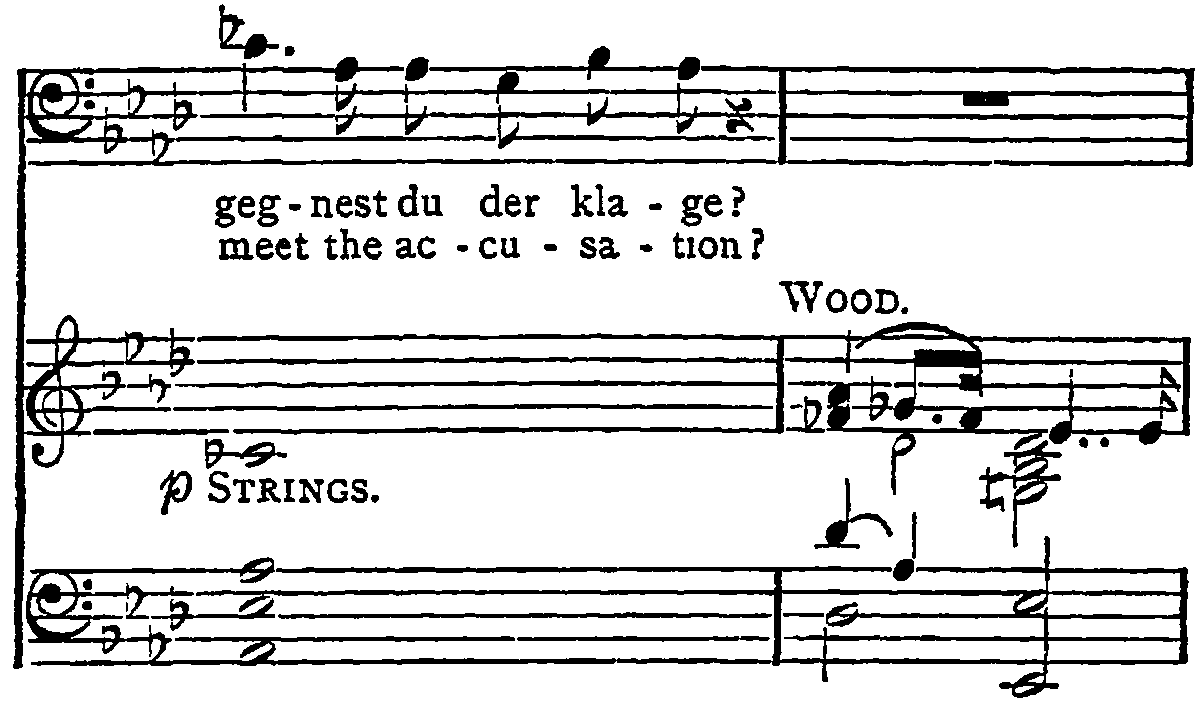 geg - nest du der kla - ge?
meet the ac - cu - sa - tion?
WOOD.
p STRINGS.